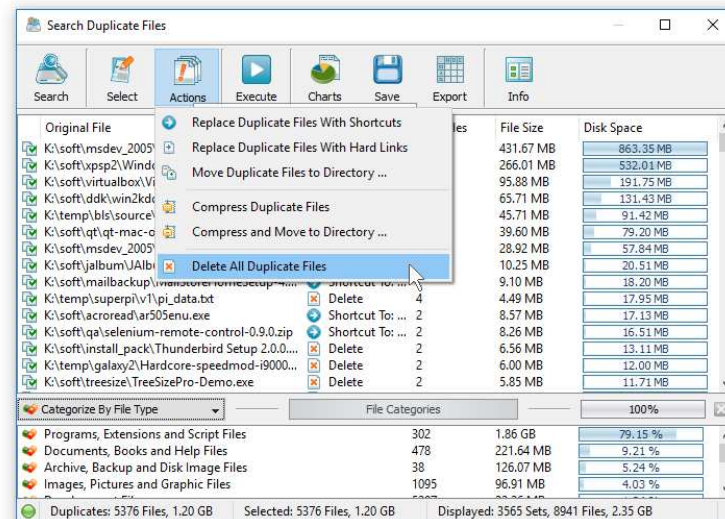 Search Duplicate Files
Search Select Actions Execute Charts Save Export Info
Original File File Size Disk Space
Replace Duplicate Files With Shortcuts
Replace Duplicate Files With Hard Links
Move Duplicate Files to Directory ...
Compress Duplicate Files
Compress and Move to Directory ...
Delete All Duplicate Files
K:\soft\msdev_2005\ 431.67 MB 863.35 MB
K:\soft\xpsp2\Windo 266.01 MB 532.01 MB
K:\soft\virtualbox\Vi 95.88 MB 191.75 MB
K:\soft\ddk\win2kdd 65.71 MB 131.43 MB
K:\temp\bls\source\ 45.71 MB 91.42 MB
K:\soft\qt\qt-mac-o 39.60 MB 79.20 MB
K:\soft\msdev_2005\ 28.92 MB 57.84 MB
K:\soft\jalbum\JAlbu 10.25 MB 20.51 MB
K:\soft\mailbackup\MailStoreHomeSetup-4.... Shortcut To: ... 2 9.10 MB 18.20 MB
K:\temp\superpi\v1\pi_data.txt Delete 4 4.49 MB 17.95 MB
K:\soft\acroread\ar505enu.exe Shortcut To: ... 2 8.57 MB 17.13 MB
K:\soft\qa\selenium-remote-control-0.9.0.zip Shortcut To: ... 2 8.26 MB 16.51 MB
K:\soft\install_pack\Thunderbird Setup 2.0.0.... Delete 2 6.56 MB 13.11 MB
K:\temp\galaxy2\Hardcore-speedmod-i9000... Delete 2 6.00 MB 12.00 MB
K:\soft\treesize\TreeSizePro-Demo.exe Delete 2 5.85 MB 11.71 MB
Categorize By File Type File Categories 100%
Programs, Extensions and Script Files 302 1.86 GB 79.15 %
Documents, Books and Help Files 478 221.64 MB 9.21 %
Archive, Backup and Disk Image Files 38 126.07 MB 5.24 %
Images, Pictures and Graphic Files 1095 96.91 MB 4.03 %
Duplicates: 5376 Files, 1.20 GB Selected: 5376 Files, 1.20 GB Displayed: 3565 Sets, 8941 Files, 2.35 GB